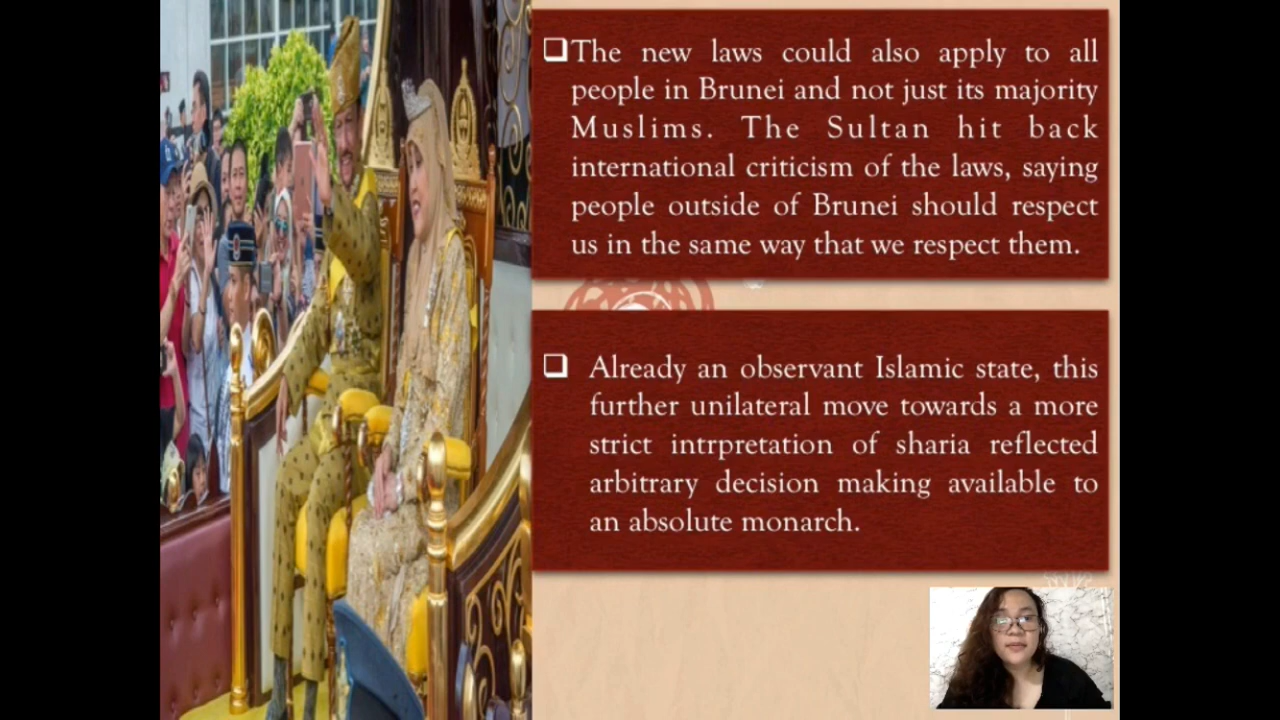 ❑The new laws could also apply to all
people in Brunei and not just its majority
Muslims. The Sultan hit back
international criticism of the laws, saying
people outside of Brunei should respect
us in the same way that we respect them.
❑ Already an observant Islamic state, this
further unilateral move towards a more
strict intrpretation of sharia reflected
arbitrary decision making available to
an absolute monarch.